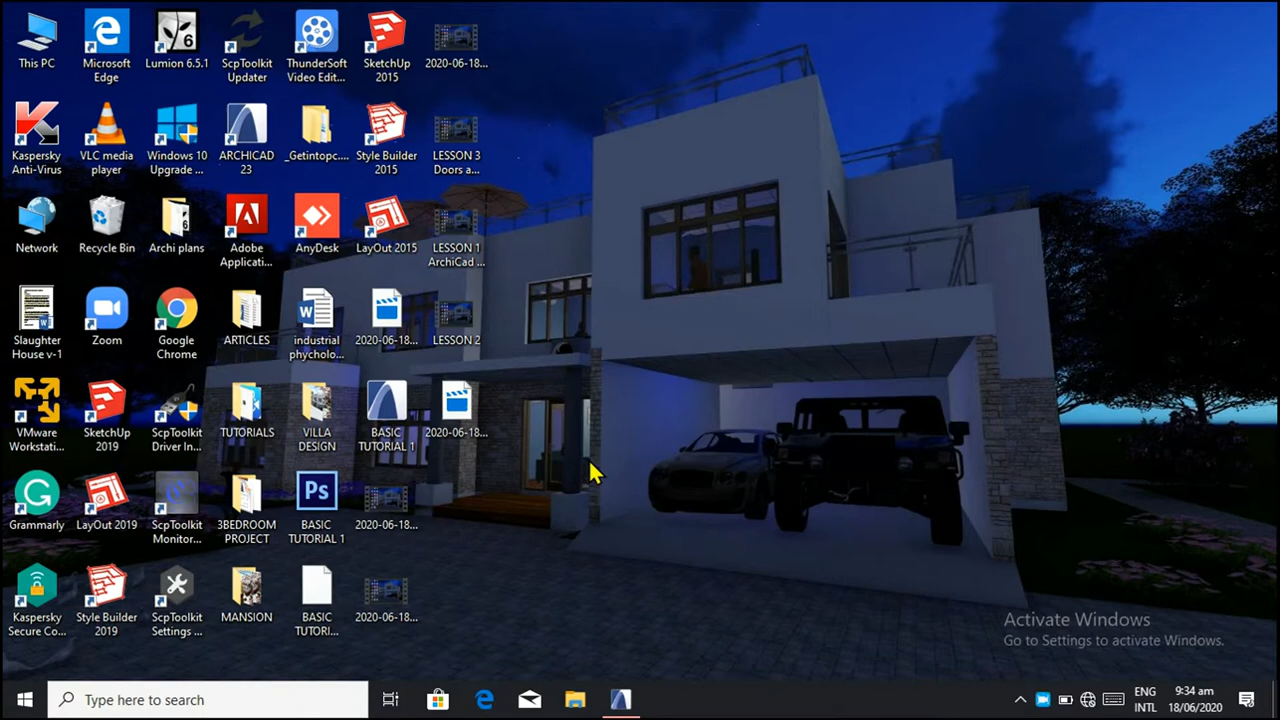 This PC
Microsoft
Edge
Lumion 6.5.1
ScpToolkit
Updater
ThunderSoft
Video Edit...
SketchUp
2015
2020-06-18...
Kaspersky
Anti-Virus
VLC media
player
Windows 10
Upgrade ...
ARCHICAD
23
_Getintopc....
Style Builder
2015
LESSON 3
Doors a...
Network
Recycle Bin
Archi plans
Adobe
Applicati...
AnyDesk
LayOut 2015
LESSON 1
ArchiCad ...
Slaughter
House v-1
Zoom
Google
Chrome
ARTICLES
industrial
phycholo...
2020-06-18...
LESSON 2
VMware
Workstati...
SketchUp
2019
ScpToolkit
Driver In...
TUTORIALS
VILLA
DESIGN
BASIC
TUTORIAL 1
2020-06-18...
Grammarly
LayOut 2019
ScpToolkit
Monitor...
3BEDROOM
PROJECT
Ps
BASIC
TUTORIAL 1
2020-06-18...
Kaspersky
Secure Co...
Style Builder
2019
ScpToolkit
Settings ...
MANSION
BASIC
TUTORI...
2020-06-18...
Activate Windows
Go to Settings to activate Windows.
Type here to search
ENG
INTL
9:34 am
18/06/2020